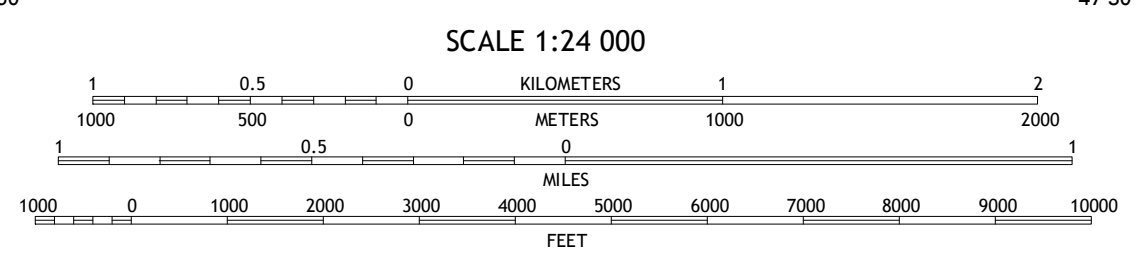 47 30
SCALE 1:24 000
1 0.5 0 KILOMETERS 1 2
1000 500 0 METERS 1000 2000
1 0.5 0 1
MILES
1000 0 1000 2000 3000 4000 5000 6000 7000 8000 9000 10000
FEET